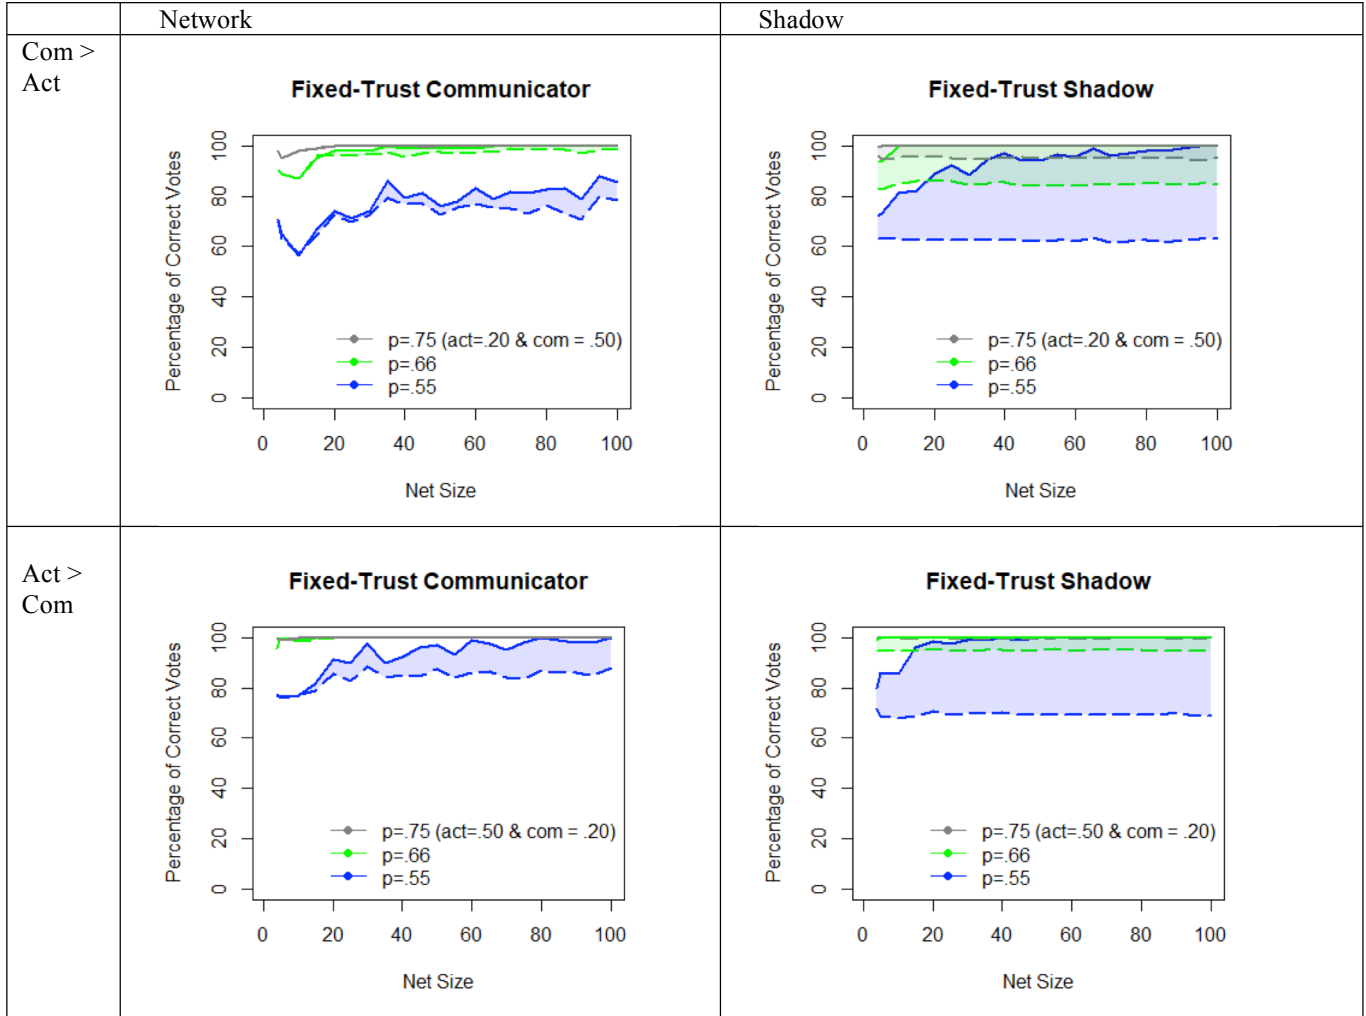 Network
Shadow
Com >
Act
Fixed-Trust Communicator
Percentage of Correct Votes
0
20
40
60
80
100
p=.75 (act=.20 & com = .50)
p=.66
p=.55
0 20 40 60 80 100
Net Size
Fixed-Trust Shadow
Percentage of Correct Votes
0
20
40
60
80
100
p=.75 (act=.20 & com = .50)
p=.66
p=.55
0 20 40 60 80 100
Net Size
Act >
Com
Fixed-Trust Communicator
Percentage of Correct Votes
0
20
40
60
80
100
p=.75 (act=.50 & com = .20)
p=.66
p=.55
0 20 40 60 80 100
Net Size
Fixed-Trust Shadow
Percentage of Correct Votes
0
20
40
60
80
100
p=.75 (act=.50 & com = .20)
p=.66
p=.55
0 20 40 60 80 100
Net Size